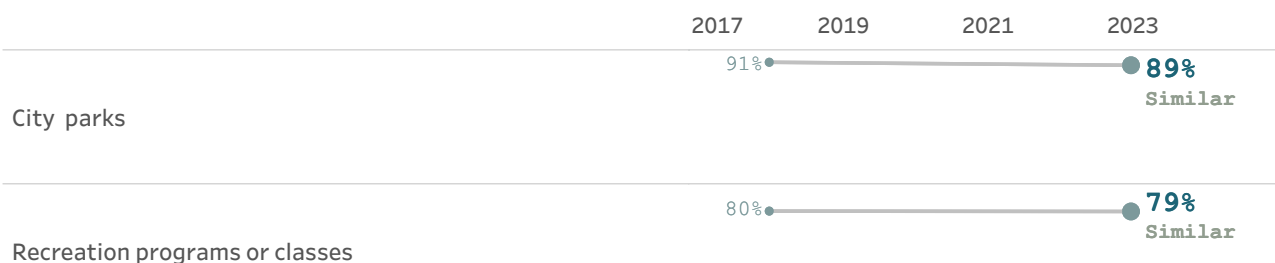 2017 2019 2021 2023
91% 89%
Similar
City parks
80% 79%
Similar
Recreation programs or classes